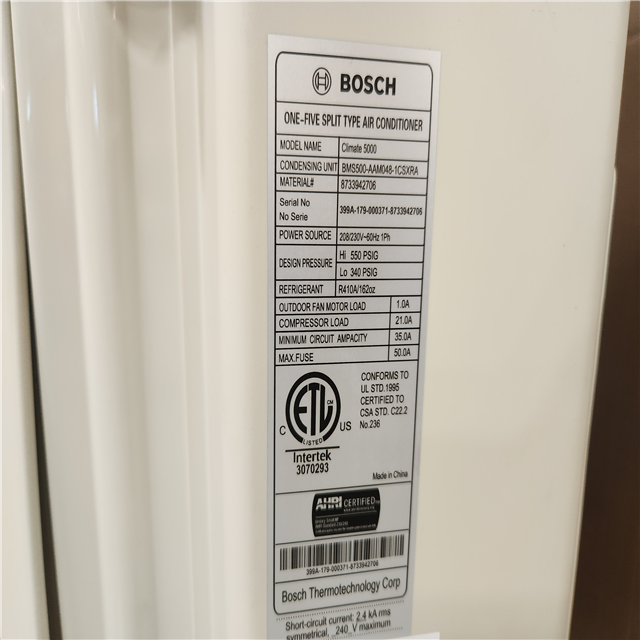 BOSCH
ONE-FIVE SPLIT TYPE AIR CONDITIONER
MODEL NAME Climate 5000
CONDENSING UNIT BMS500-AAM048-1CSXRA
MATERIAL# 8733942706
Serial No
No Serie 399A-179-000371-8733942706
POWER SOURCE 208/230V~60Hz 1Ph
DESIGN PRESSURE Hi 550 PSIG
Lo 340 PSIG
REFRIGERANT R410A/162oz
OUTDOOR FAN MOTOR LOAD 1.0A
COMPRESSOR LOAD 21.0A
MINIMUM CIRCUIT AMPACITY 35.0A
MAX.FUSE 50.0A
CONFORMS TO
UL STD.1995
CERTIFIED TO
CSA STD. C22.2
No.236
ETL CM
LISTED
C US
Intertek
3070293
Made in China
AHRI CERTIFIED
399A-179-000371-8733942706
Bosch Thermotechnology Corp
Short-circuit current: 2.4 kA rms
symmetrical, 240 V maximum